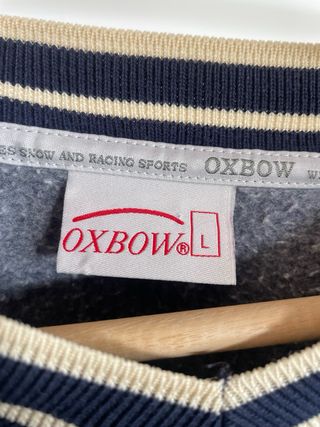 ES SNOW AND RACING SPORTS OXBOW W
OXBOW® L